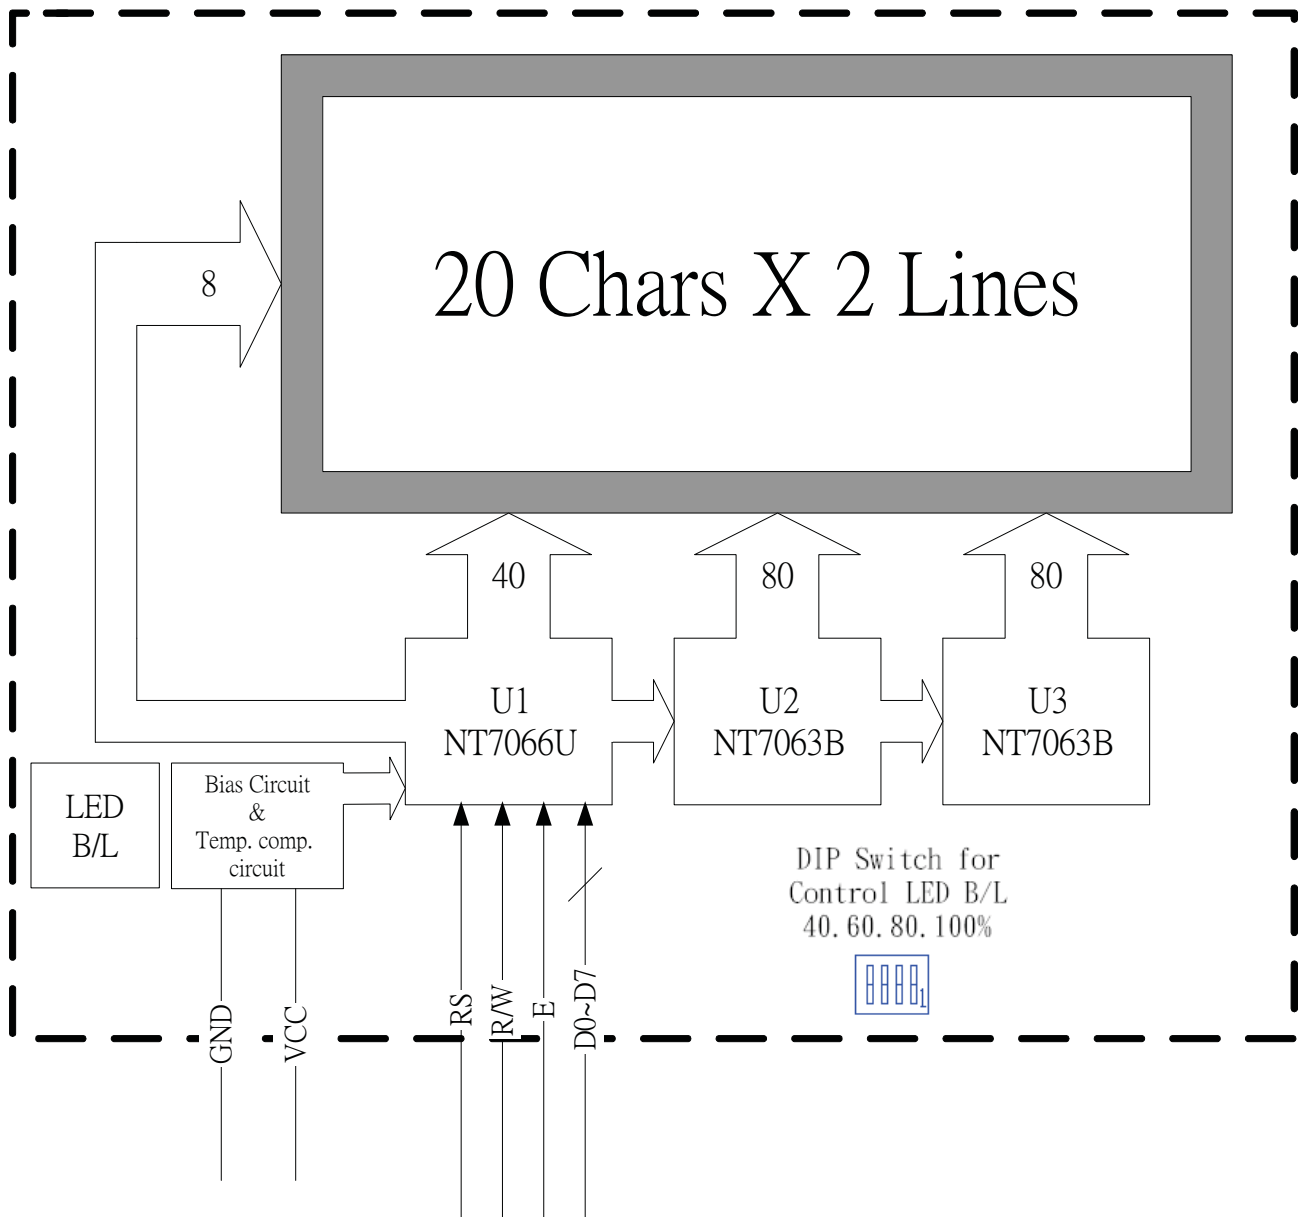 20 Chars X 2 Lines
8
40
80
80
U1
NT7066U
U2
NT7063B
U3
NT7063B
LED
B/L
Bias Circuit
&
Temp. comp.
circuit
DIP Switch for
Control LED B/L
40.60.80.100%
1
GND
VCC
RS
R/W
E
D0~D7